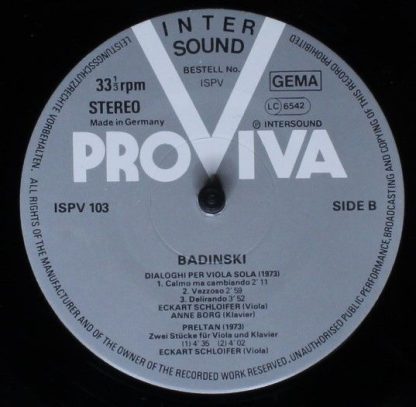 INTER
SOUND
BESTELL No.
ISPV
33 1/3 rpm
STEREO
Made in Germany
GEMA
LC 6542
℗ INTERSOUND
PROVIVA
ISPV 103
SIDE B
BADINSKI
DIALOGHI PER VIOLA SOLA (1973)
1. Calmo ma cambiando 2' 11
2. Vezzoso 2' 59
3. Delirando 3' 52
ECKART SCHLOIFER (Viola)
ANNE BORG (Klavier)
PRELTAN (1973)
Zwei Stücke für Viola und Klavier
(1) 4' 35 (2) 4' 02
ECKART SCHLOIFER (Viola)
LEISTUNGSSCHUTZRECHTE VORBEHALTEN. ALL RIGHTS OF THE MANUFACTURER AND OF THE OWNER OF THE RECORDED WORK RESERVED, UNAUTHORISED PUBLIC PERFORMANCE, BROADCASTING AND COPYING OF THIS RECORD PROHIBITED